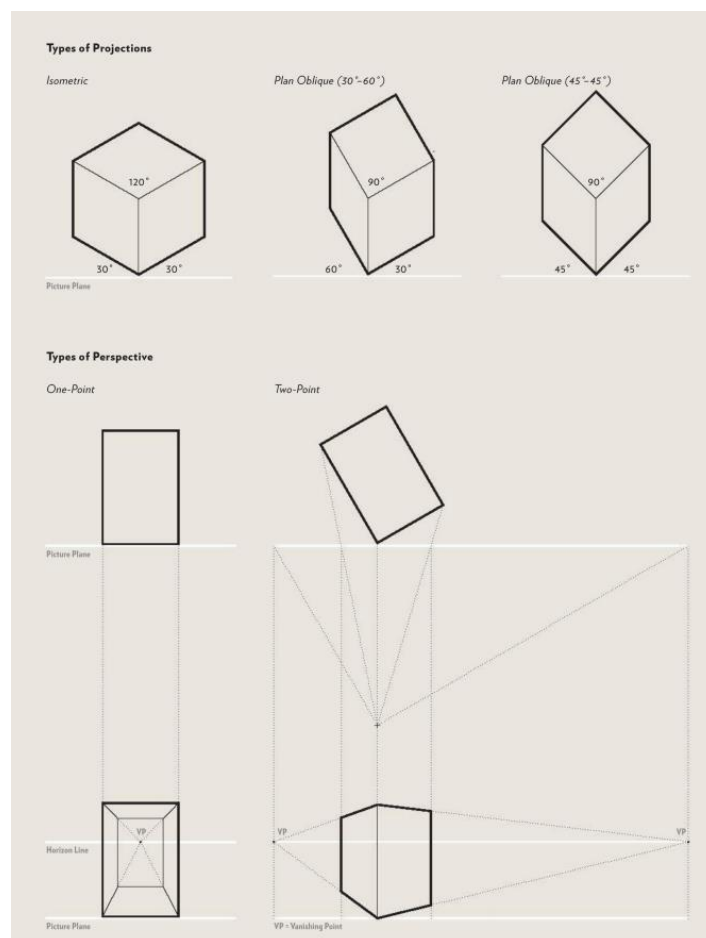 Types of Projections
Isometric
Plan Oblique (30°–60°)
Plan Oblique (45°–45°)
120°
90°
90°
30°
30°
60°
30°
45°
45°
Picture Plane
Types of Perspective
One-Point
Two-Point
Picture Plane
VP
VP
VP
Horizon Line
Picture Plane
VP = Vanishing Point